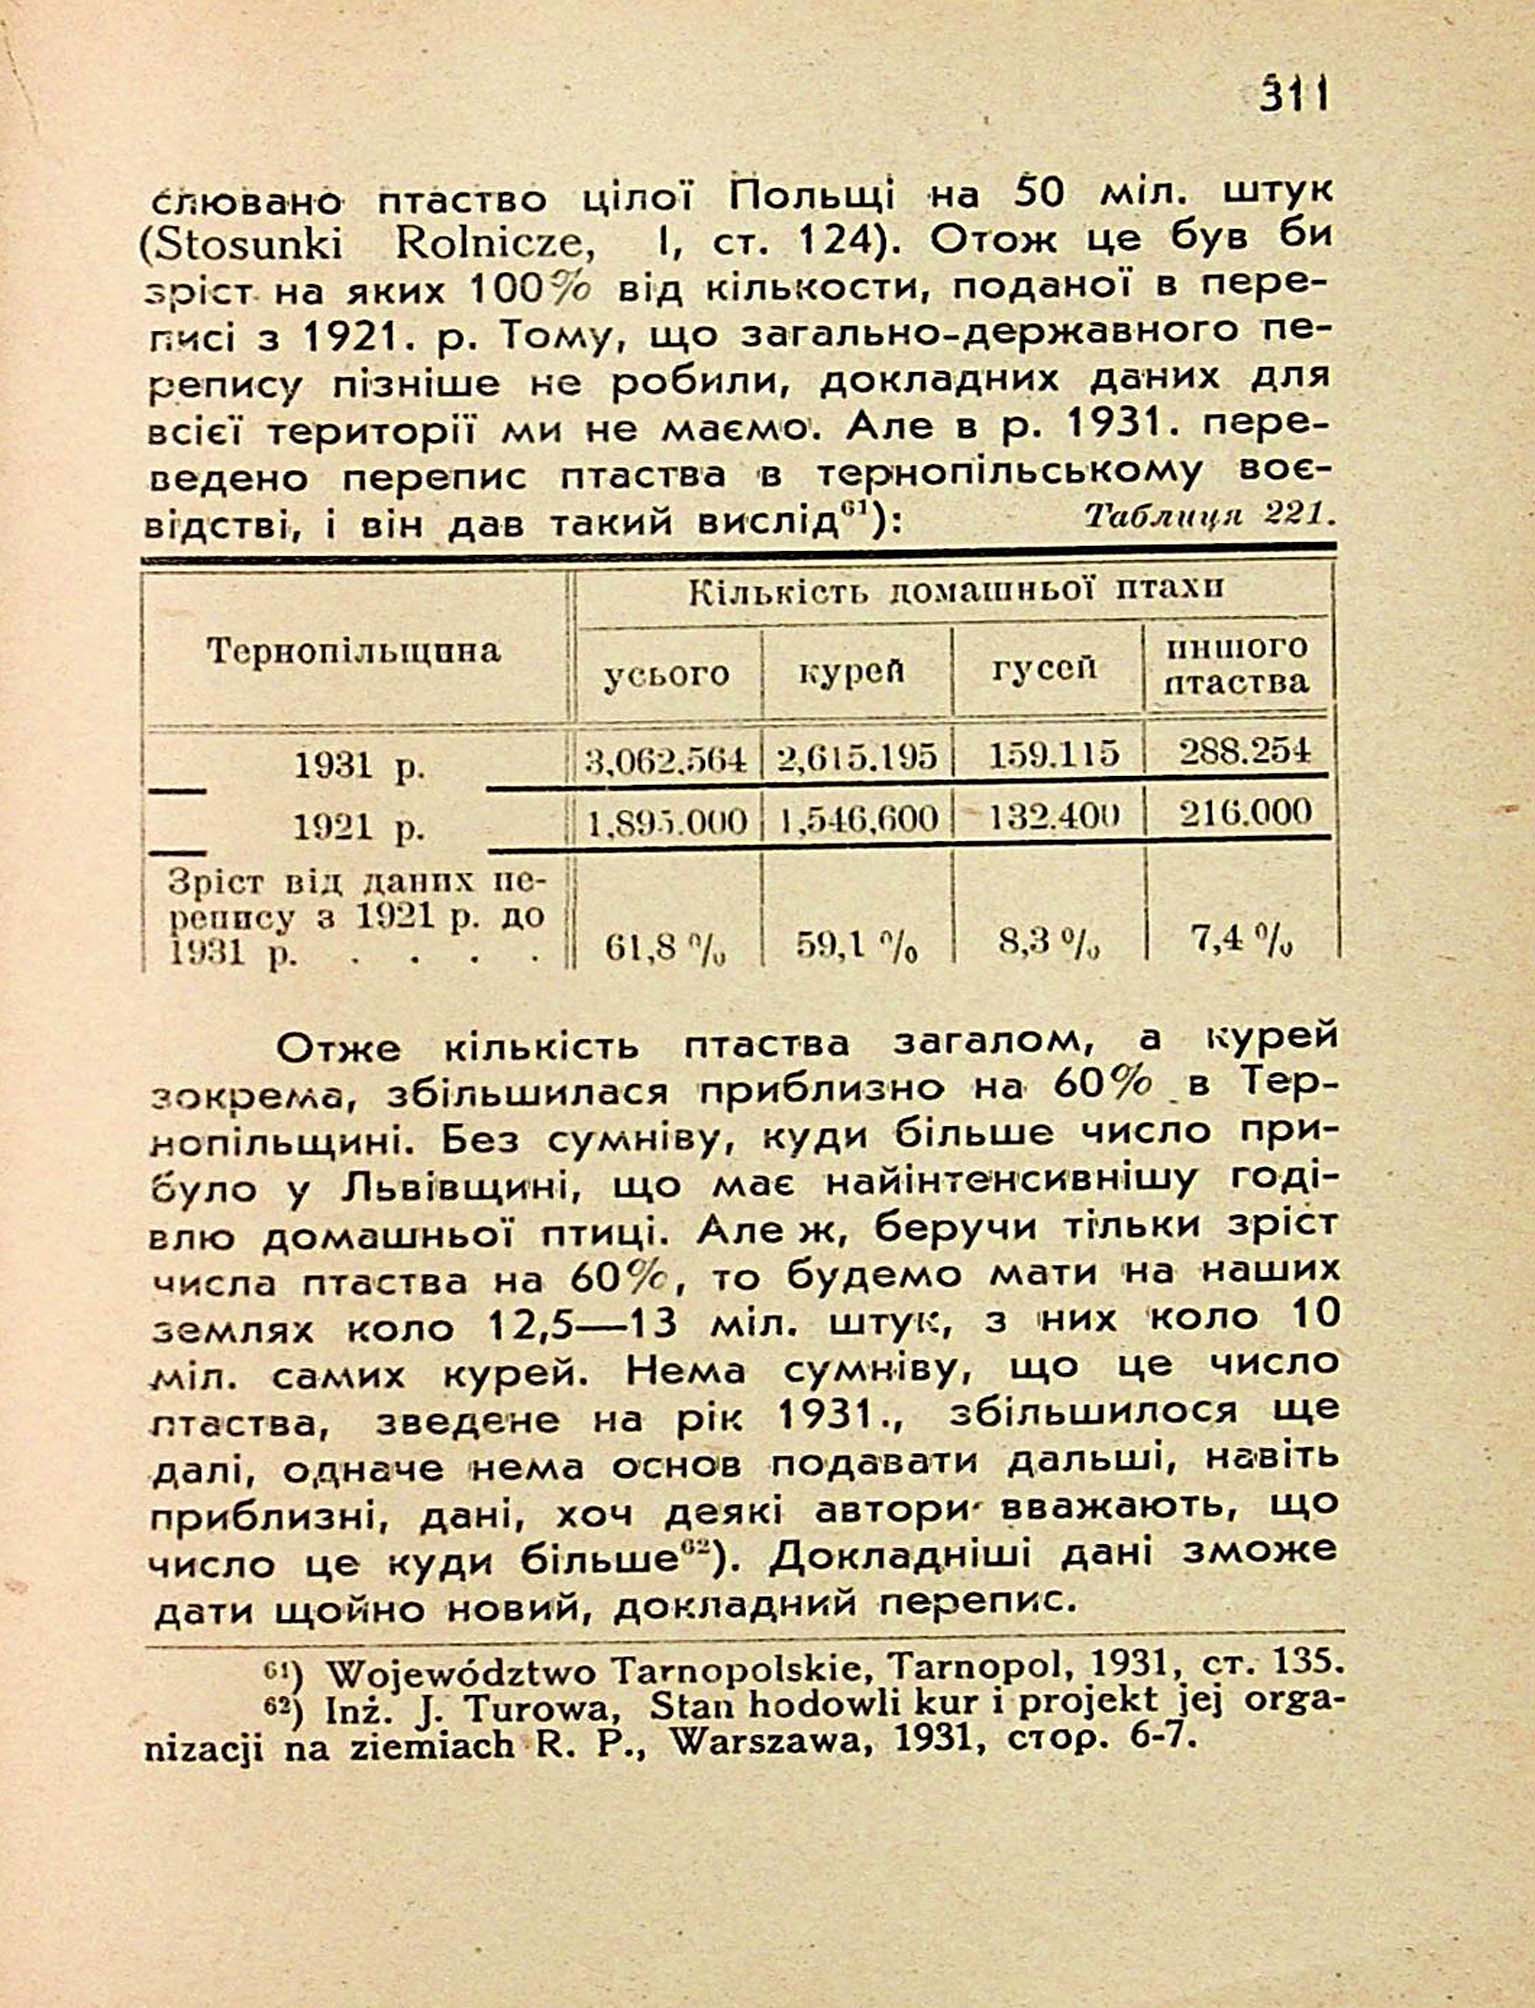 311
слювано птаство цілої Польщі на 50 міл. штук
(Stosunki Rolnicze, I, ст. 124). Отож це був би
зріст на яких 100% від кількости, поданої в пере-
писі з 1921. р. Тому, що загально-державного пе-
репису пізніше не робили, докладних даних для
всієї території ми не маємо. Але в р. 1931. пере-
ведено перепис птаства в тернопільському воє-
відстві, і він дав такий вислід⁶¹): Таблиця 221.
Кількість домашньої птахи
Тернопільщина
усього курей гусей иншого птаства
1931 р. 3,062.564 2,615.195 159.115 288.254
1921 р. 1,895.000 1,546,600 132.400 216.000
Зріст від даних пе-
репису з 1921 р. до
1931 р. . . . . 61,8 % 59,1 % 8,3 % 7,4 %
Отже кількість птаства загалом, а курей
зокрема, збільшилася приблизно на 60% в Тер-
нопільщині. Без сумніву, куди більше число при-
було у Львівщині, що має найінтенсивнішу годі-
влю домашньої птиці. Але ж, беручи тільки зріст
числа птаства на 60%, то будемо мати на наших
землях коло 12,5—13 міл. штук, з них коло 10
міл. самих курей. Нема сумніву, що це число
птаства, зведене на рік 1931., збільшилося ще
далі, одначе нема основ подавати дальші, навіть
приблизні, дані, хоч деякі автори вважають, що
число це куди більше⁶²). Докладніші дані зможе
дати щойно новий, докладний перепис.
⁶¹) Województwo Tarnopolskie, Tarnopol, 1931, ст. 135.
⁶²) Inż. J. Turowa, Stan hodowli kur i projekt jej orga-
nizacji na ziemiach R. P., Warszawa, 1931, стор. 6-7.